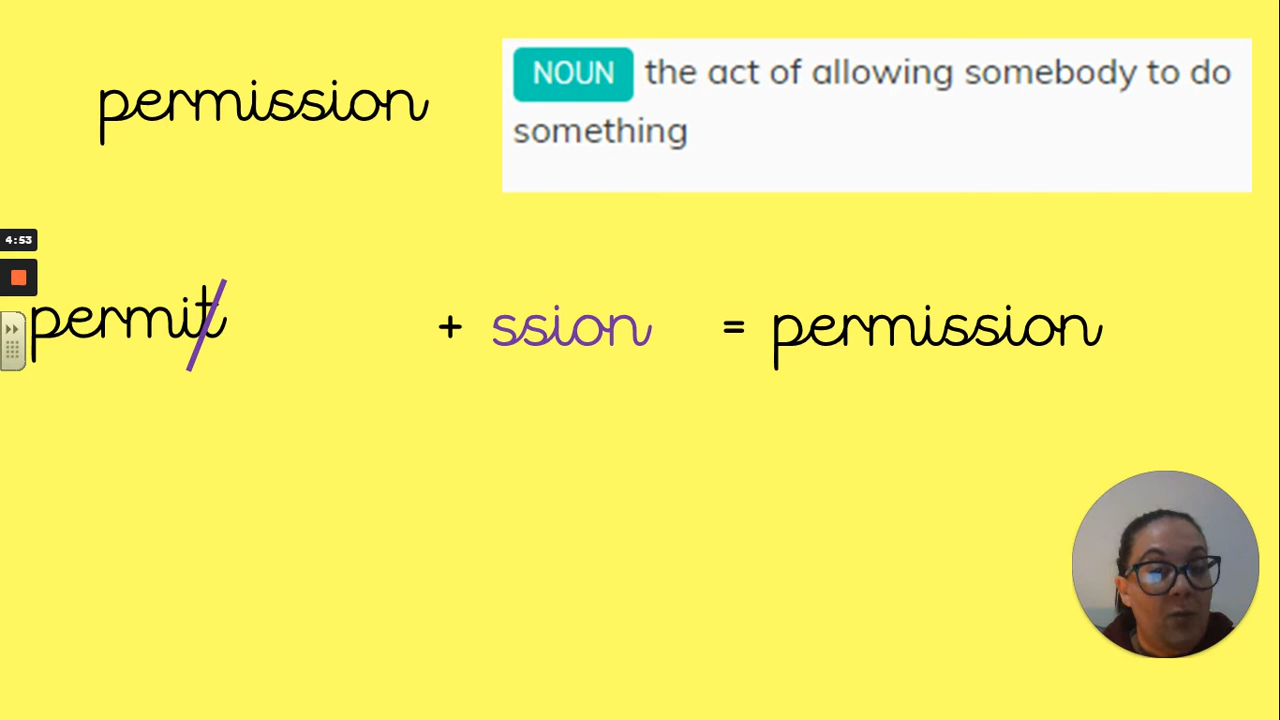 permission
NOUN the act of allowing somebody to do
something
4:53
permit + ssion = permission